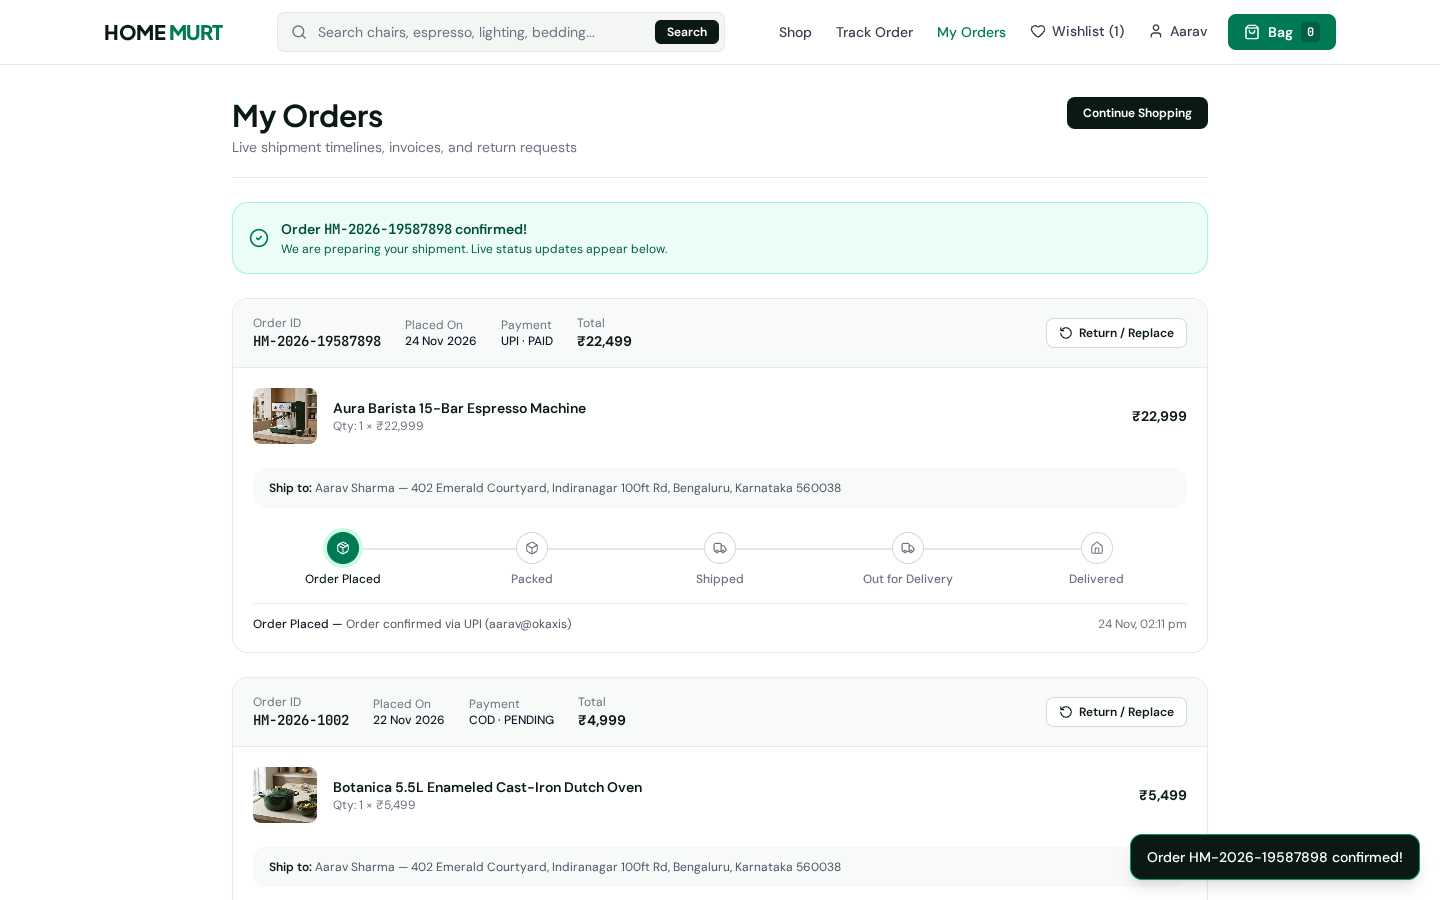 HOME MURT
Search chairs, espresso, lighting, bedding...
Search
Shop
Track Order
My Orders
Wishlist (1)
Aarav
Bag 0
My Orders
Live shipment timelines, invoices, and return requests
Continue Shopping
Order HM-2026-19587898 confirmed!
We are preparing your shipment. Live status updates appear below.
Order ID
HM-2026-19587898
Placed On
24 Nov 2026
Payment
UPI · PAID
Total
₹22,499
Return / Replace
Aura Barista 15-Bar Espresso Machine
Qty: 1 × ₹22,999
₹22,999
Ship to: Aarav Sharma — 402 Emerald Courtyard, Indiranagar 100ft Rd, Bengaluru, Karnataka 560038
Order Placed
Packed
Shipped
Out for Delivery
Delivered
Order Placed — Order confirmed via UPI (aarav@okaxis)
24 Nov, 02:11 pm
Order ID
HM-2026-1002
Placed On
22 Nov 2026
Payment
COD · PENDING
Total
₹4,999
Return / Replace
Botanica 5.5L Enameled Cast-Iron Dutch Oven
Qty: 1 × ₹5,499
₹5,499
Ship to: Aarav Sharma — 402 Emerald Courtyard, Indiranagar 100ft Rd, Bengaluru, Karnataka 560038
Order HM-2026-19587898 confirmed!